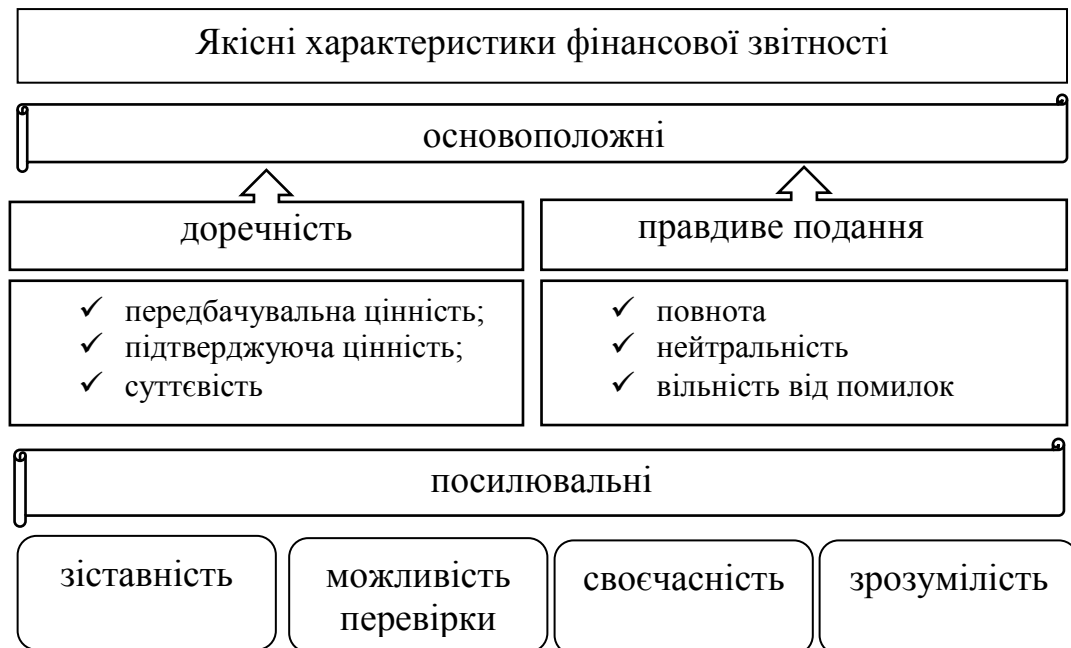 Якісні характеристики фінансової звітності
основоположні
доречність
правдиве подання
✓ передбачувальна цінність;
✓ підтверджуюча цінність;
✓ суттєвість
✓ повнота
✓ нейтральність
✓ вільність від помилок
посилювальні
зіставність
можливість
перевірки
своєчасність
зрозумілість